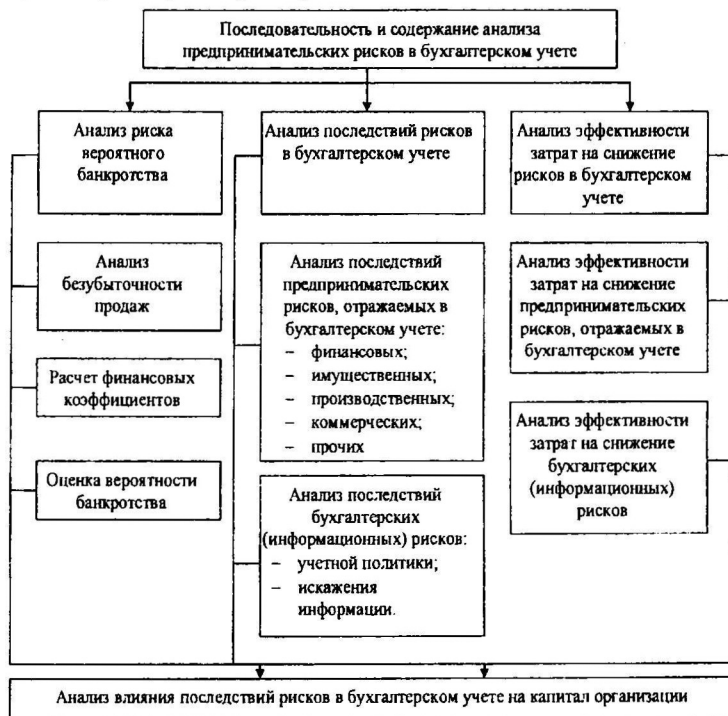 Последовательность и содержание анализа
предпринимательских рисков в бухгалтерском учете
Анализ риска
вероятного
банкротства
Анализ
безубыточности
продаж
Расчет финансовых
коэффициентов
Оценка вероятности
банкротства
Анализ последствий рисков
в бухгалтерском учете
Анализ последствий
предпринимательских
рисков, отражаемых в
бухгалтерском учете:
– финансовых;
– имущественных;
– производственных;
– коммерческих;
– прочих
Анализ последствий
бухгалтерских
(информационных) рисков:
– учетной политики;
– искажения
информации.
Анализ эффективности
затрат на снижение
рисков в бухгалтерском
учете
Анализ эффективности
затрат на снижение
предпринимательских
рисков, отражаемых в
бухгалтерском учете
Анализ эффективности
затрат на снижение
бухгалтерских
(информационных)
рисков
Анализ влияния последствий рисков в бухгалтерском учете на капитал организации